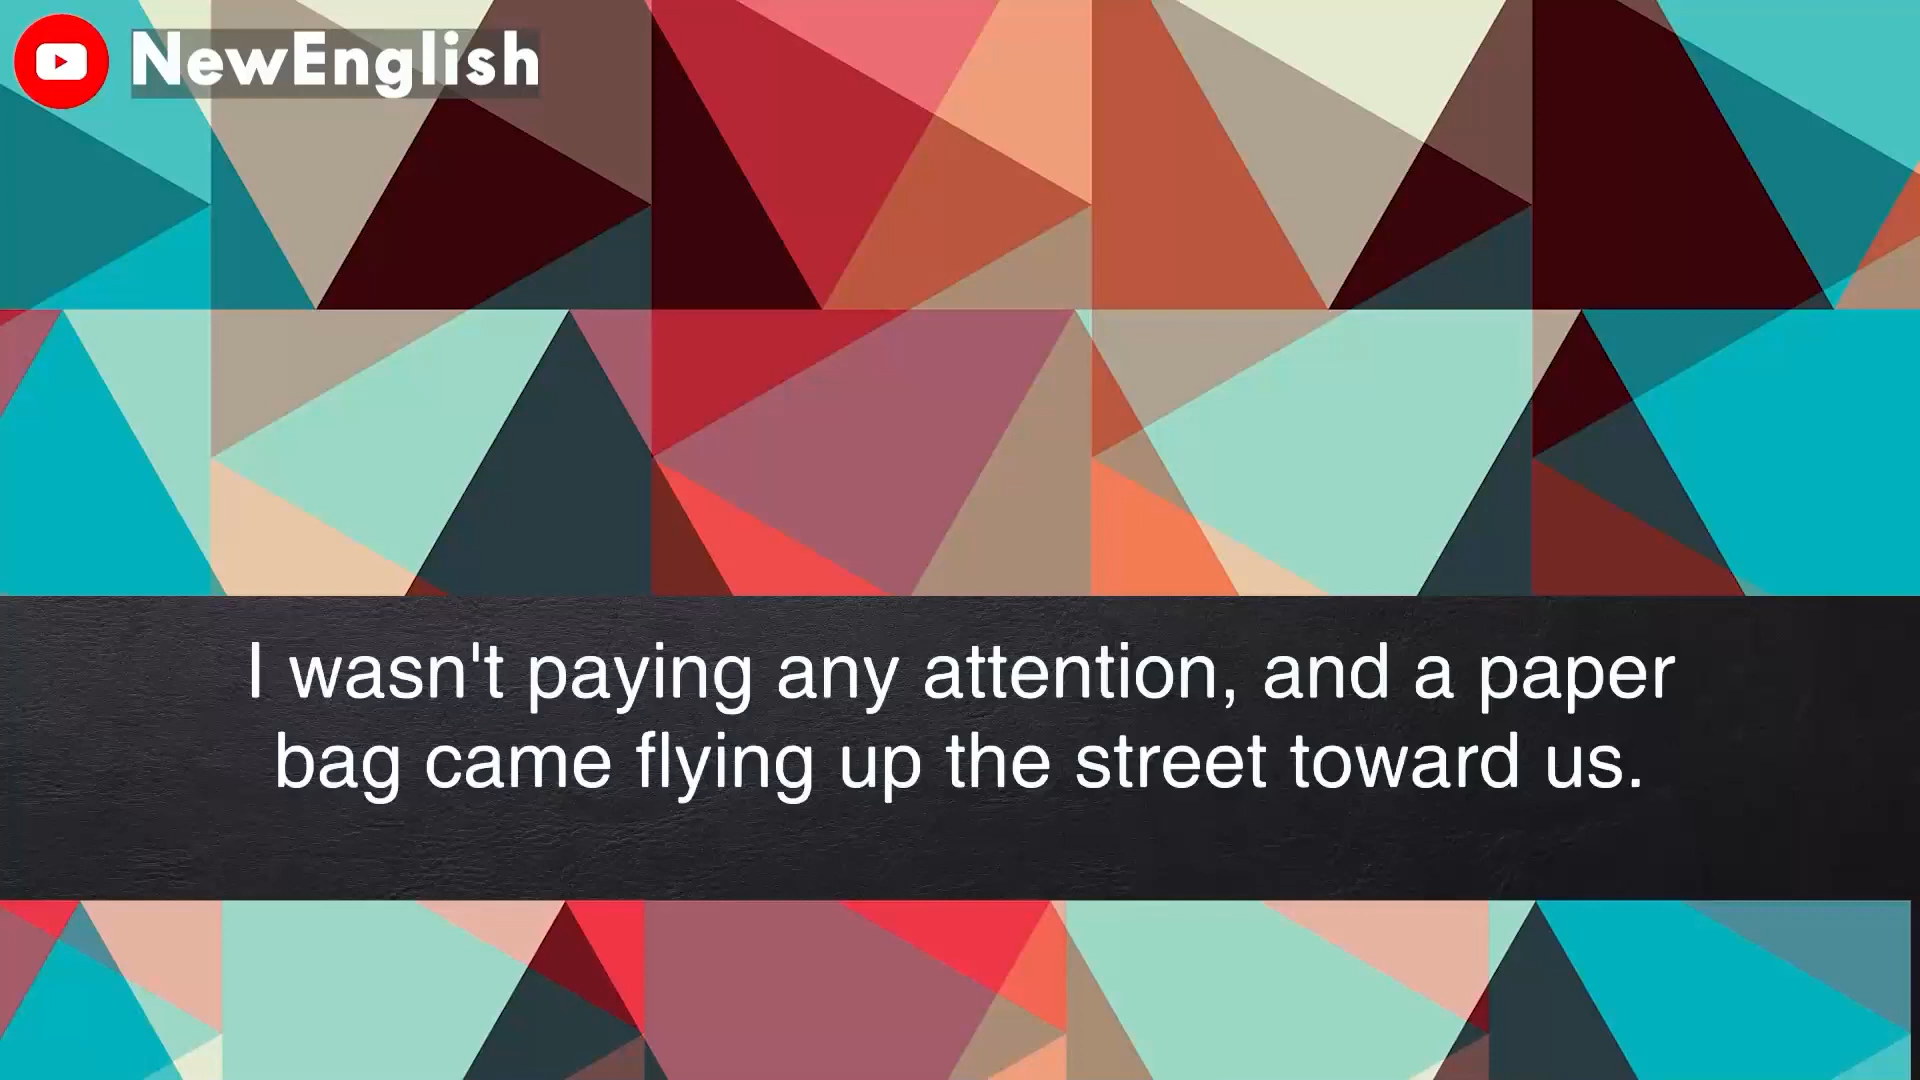 NewEnglish
I wasn't paying any attention, and a paper
bag came flying up the street toward us.